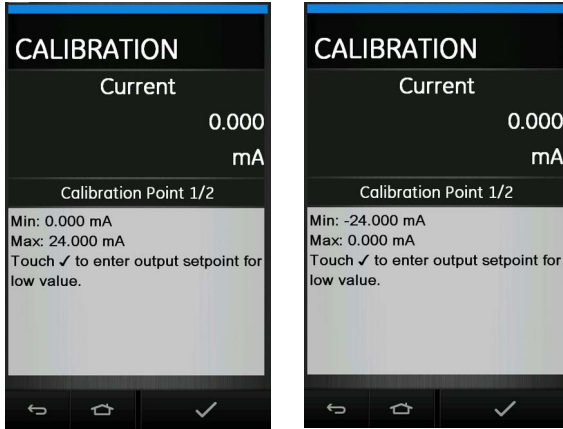 CALIBRATION
Current
0.000
mA
Calibration Point 1/2
Min: 0.000 mA
Max: 24.000 mA
Touch ✓ to enter output setpoint for
low value.
CALIBRATION
Current
0.000
mA
Calibration Point 1/2
Min: -24.000 mA
Max: 0.000 mA
Touch ✓ to enter output setpoint for
low value.